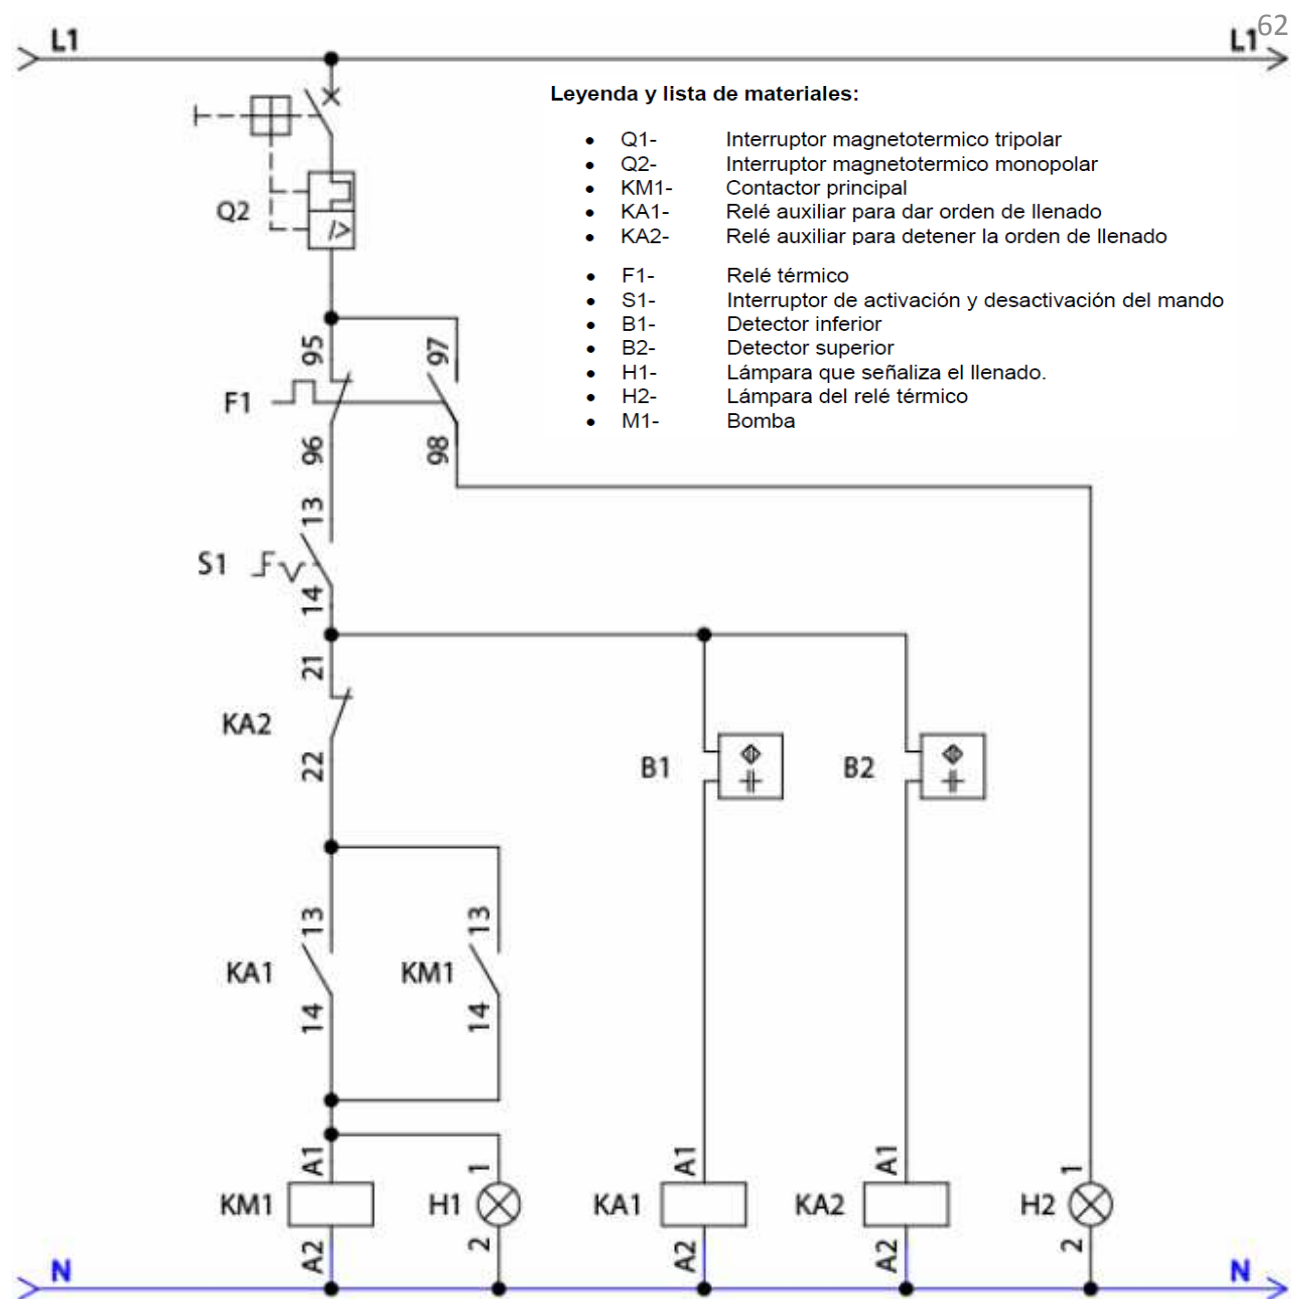 62
L1 L1
Leyenda y lista de materiales:
• Q1- Interruptor magnetotermico tripolar
• Q2- Interruptor magnetotermico monopolar
• KM1- Contactor principal
• KA1- Relé auxiliar para dar orden de llenado
• KA2- Relé auxiliar para detener la orden de llenado
• F1- Relé térmico
• S1- Interruptor de activación y desactivación del mando
• B1- Detector inferior
• B2- Detector superior
• H1- Lámpara que señaliza el llenado.
• H2- Lámpara del relé térmico
• M1- Bomba
Q2
I>
95 97
F1
96 98
13
S1
14
21
KA2
22
B1 B2
13 13
KA1 KM1
14 14
A1 1 A1 A1 1
KM1 H1 KA1 KA2 H2
A2 2 A2 A2 2
N N